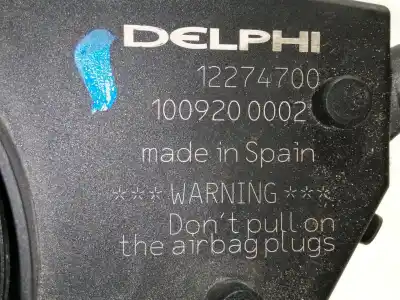 DELPHI
12274700
100920 0002
made in Spain
*** WARNING ***
Don't pull on
the airbag plugs